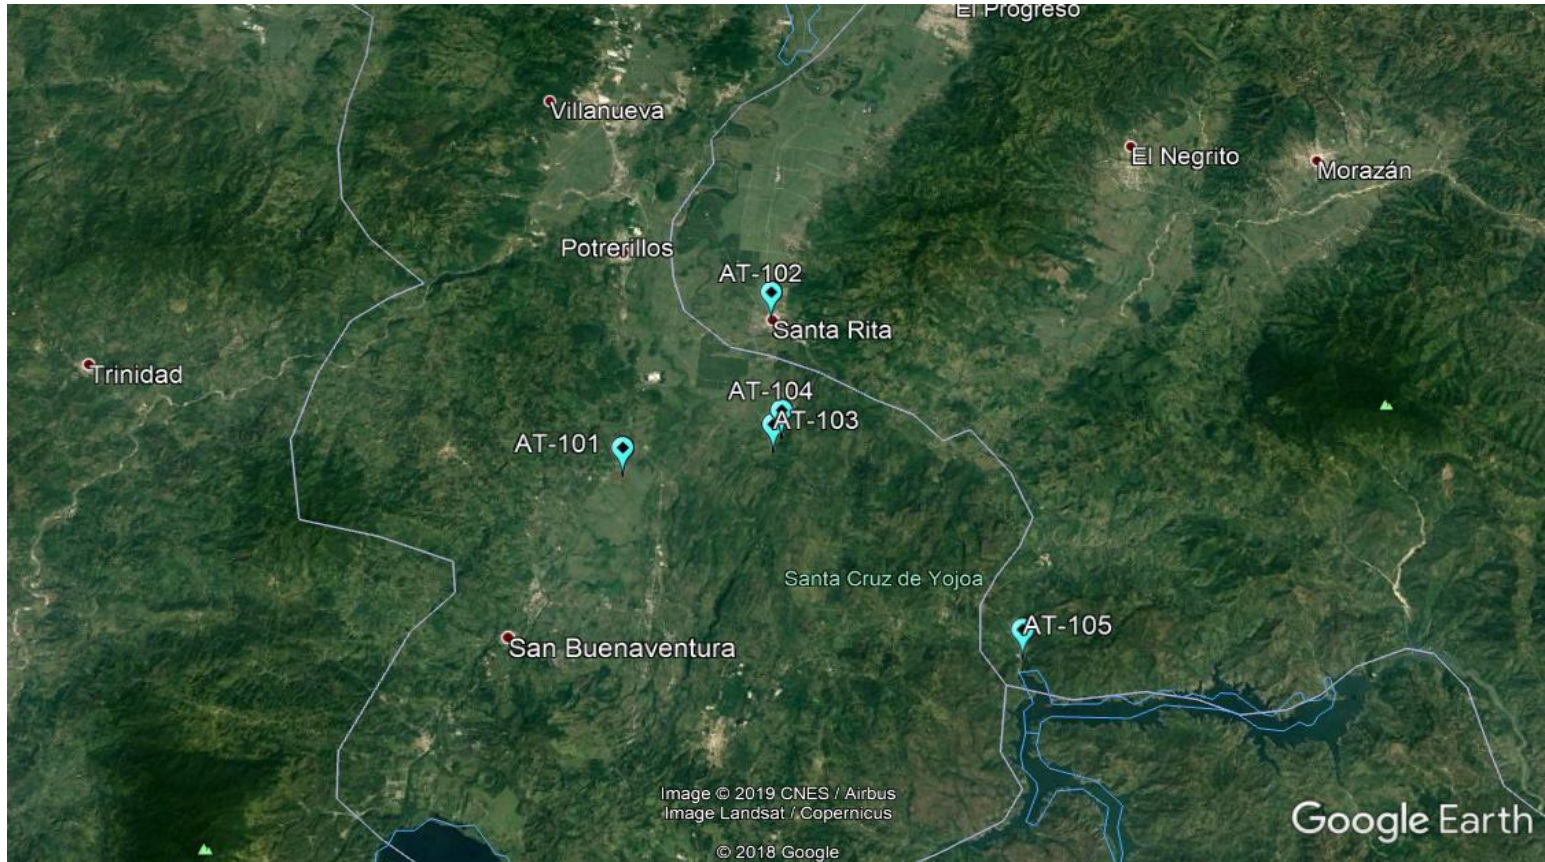 El Progreso
Villanueva
El Negrito
Morazán
Potrerillos
AT-102
Santa Rita
Trinidad
AT-104
AT-103
AT-101
Santa Cruz de Yojoa
AT-105
San Buenaventura
Image © 2019 CNES / Airbus
Image Landsat / Copernicus
© 2018 Google
Google Earth